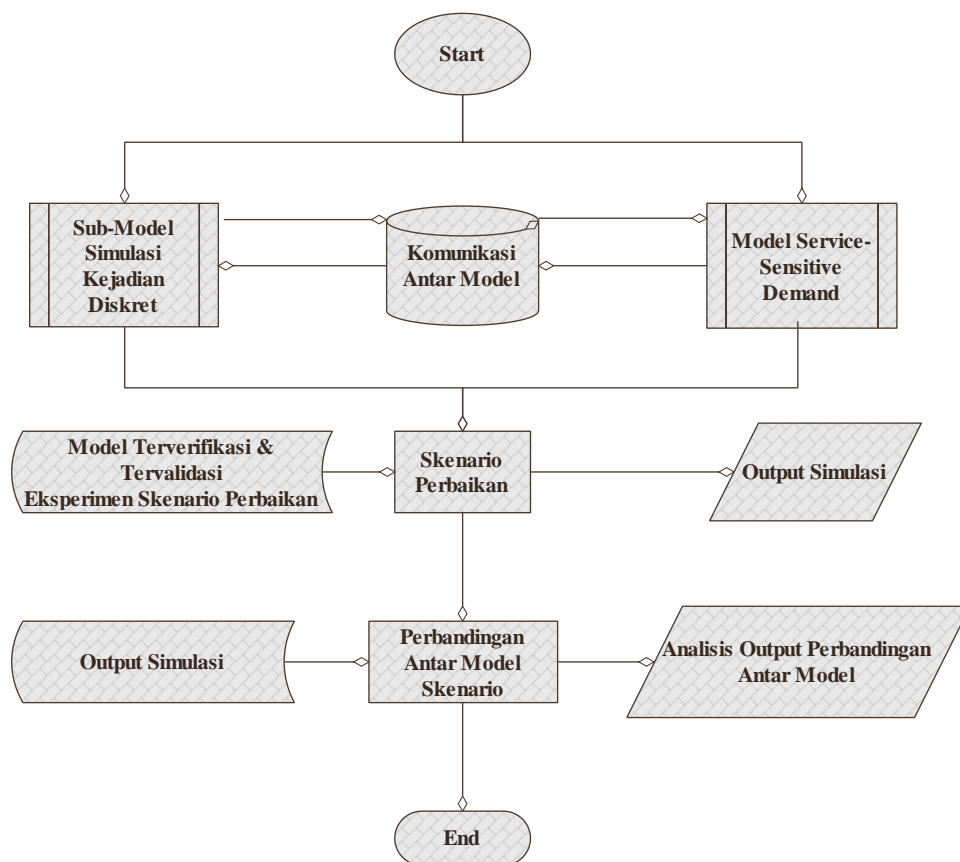 Start
Sub-Model
Simulasi
Kejadian
Diskret
Komunikasi
Antar Model
Model Service-
Sensitive
Demand
Model Terverifikasi &
Tervalidasi
Eksperimen Skenario Perbaikan
Skenario
Perbaikan
Output Simulasi
Output Simulasi
Perbandingan
Antar Model
Skenario
Analisis Output Perbandingan
Antar Model
End